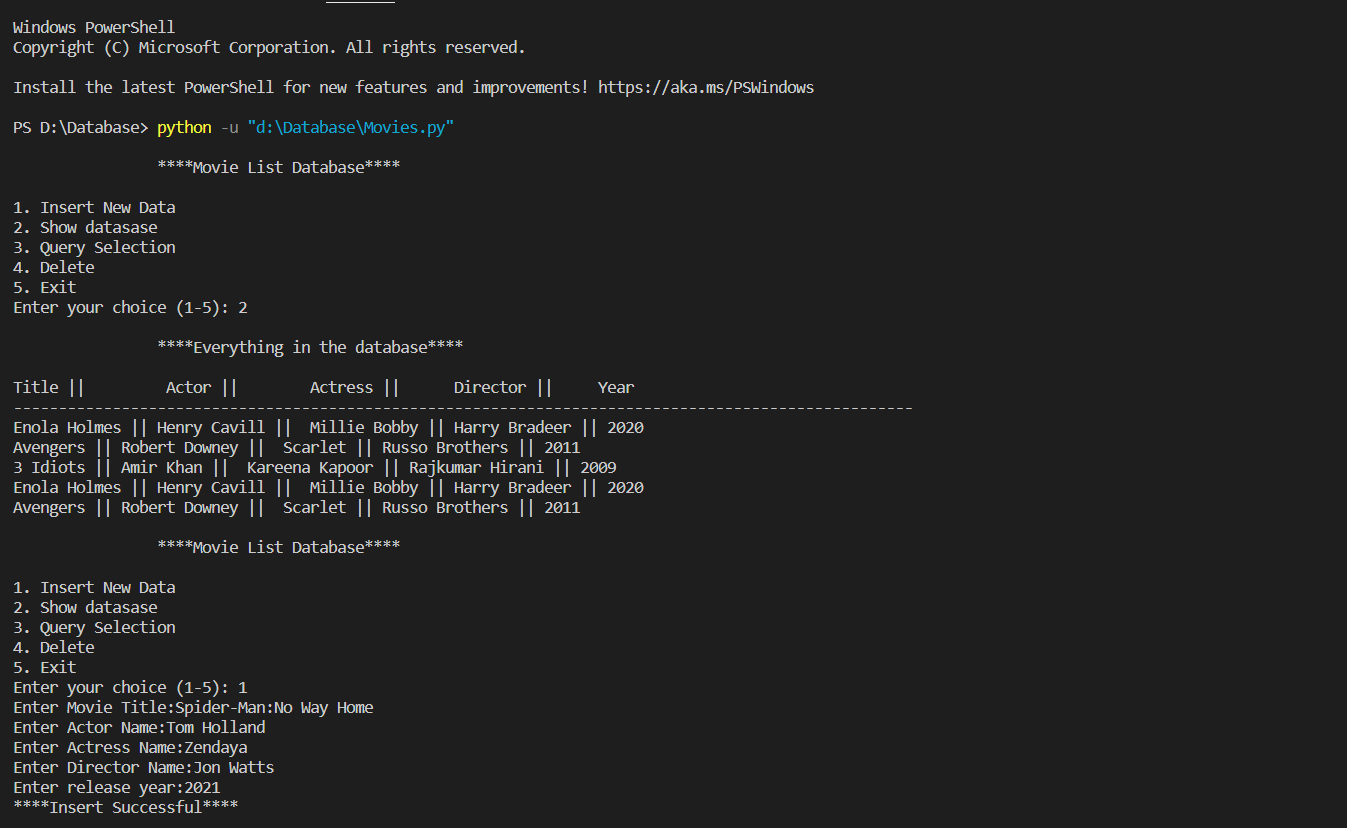 Windows PowerShell
Copyright (C) Microsoft Corporation. All rights reserved.
Install the latest PowerShell for new features and improvements! https://aka.ms/PSWindows
PS D:\Database> python -u "d:\Database\Movies.py"
****Movie List Database****
1. Insert New Data
2. Show datasase
3. Query Selection
4. Delete
5. Exit
Enter your choice (1-5): 2
****Everything in the database****
Title || Actor || Actress || Director || Year
----------------------------------------------------------------------------------------------------
Enola Holmes || Henry Cavill || Millie Bobby || Harry Bradeer || 2020
Avengers || Robert Downey || Scarlet || Russo Brothers || 2011
3 Idiots || Amir Khan || Kareena Kapoor || Rajkumar Hirani || 2009
Enola Holmes || Henry Cavill || Millie Bobby || Harry Bradeer || 2020
Avengers || Robert Downey || Scarlet || Russo Brothers || 2011
****Movie List Database****
1. Insert New Data
2. Show datasase
3. Query Selection
4. Delete
5. Exit
Enter your choice (1-5): 1
Enter Movie Title:Spider-Man:No Way Home
Enter Actor Name:Tom Holland
Enter Actress Name:Zendaya
Enter Director Name:Jon Watts
Enter release year:2021
****Insert Successful****